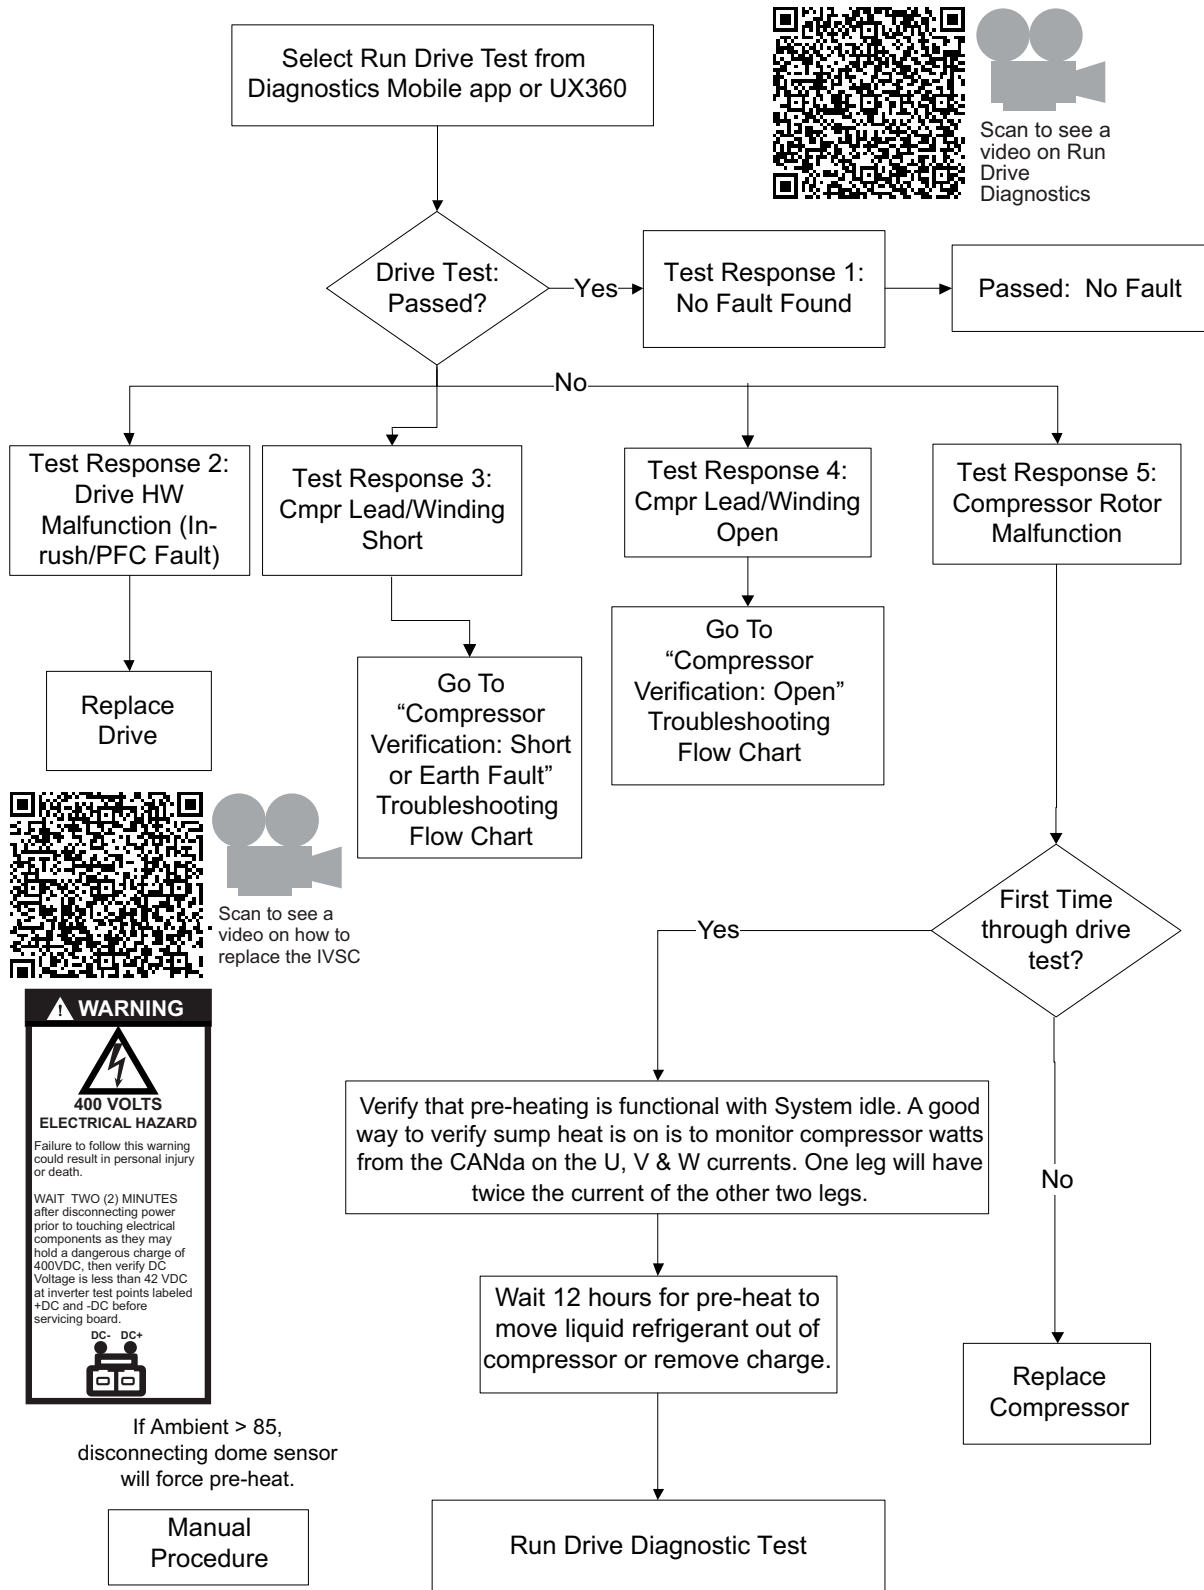 Select Run Drive Test from
Diagnostics Mobile app or UX360
Scan to see a
video on Run
Drive
Diagnostics
Drive Test:
Passed?
Yes
Test Response 1:
No Fault Found
Passed: No Fault
No
Test Response 2:
Drive HW
Malfunction (In-
rush/PFC Fault)
Test Response 3:
Cmpr Lead/Winding
Short
Test Response 4:
Cmpr Lead/Winding
Open
Test Response 5:
Compressor Rotor
Malfunction
Replace
Drive
Go To
“Compressor
Verification: Short
or Earth Fault”
Troubleshooting
Flow Chart
Go To
“Compressor
Verification: Open”
Troubleshooting
Flow Chart
Scan to see a
video on how to
replace the IVSC
First Time
through drive
test?
Yes
No
WARNING
400 VOLTS
ELECTRICAL HAZARD
Failure to follow this warning
could result in personal injury
or death.
WAIT TWO (2) MINUTES
after disconnecting power
prior to touching electrical
components as they may
hold a dangerous charge of
400VDC, then verify DC
Voltage is less than 42 VDC
at inverter test points labeled
+DC and -DC before
servicing board.
DC- DC+
Verify that pre-heating is functional with System idle. A good
way to verify sump heat is on is to monitor compressor watts
from the CANda on the U, V & W currents. One leg will have
twice the current of the other two legs.
Wait 12 hours for pre-heat to
move liquid refrigerant out of
compressor or remove charge.
Replace
Compressor
If Ambient > 85,
disconnecting dome sensor
will force pre-heat.
Manual
Procedure
Run Drive Diagnostic Test